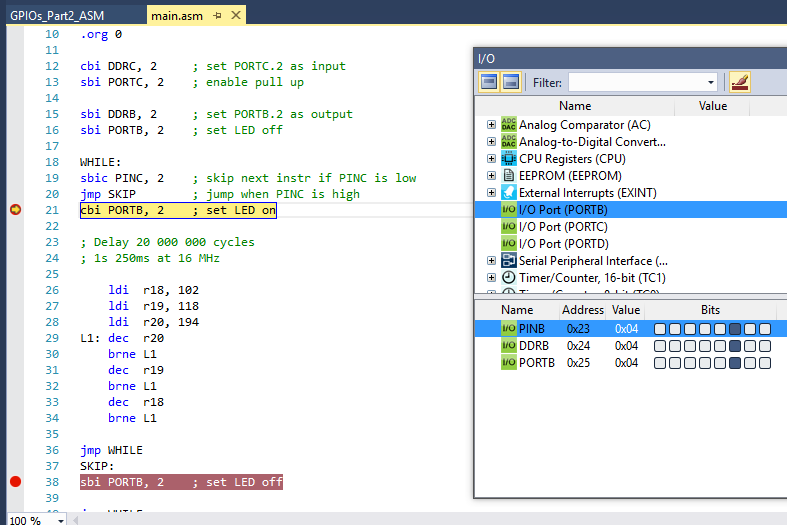 GPIOs_Part2_ASM main.asm
10 .org 0
11
12 cbi DDRC, 2 ; set PORTC.2 as input
13 sbi PORTC, 2 ; enable pull up
14
15 sbi DDRB, 2 ; set PORTB.2 as output
16 sbi PORTB, 2 ; set LED off
17
18 WHILE:
19 sbic PINC, 2 ; skip next instr if PINC is low
20 jmp SKIP ; jump when PINC is high
21 cbi PORTB, 2 ; set LED on
22
23 ; Delay 20 000 000 cycles
24 ; 1s 250ms at 16 MHz
25
26 ldi r18, 102
27 ldi r19, 118
28 ldi r20, 194
29 L1: dec r20
30 brne L1
31 dec r19
32 brne L1
33 dec r18
34 brne L1
35
36 jmp WHILE
37 SKIP:
38 sbi PORTB, 2 ; set LED off
39
100 %
I/O
Filter:
Name Value
Analog Comparator (AC)
Analog-to-Digital Convert...
CPU Registers (CPU)
EEPROM (EEPROM)
External Interrupts (EXINT)
I/O Port (PORTB)
I/O Port (PORTC)
I/O Port (PORTD)
Serial Peripheral Interface (...
Timer/Counter, 16-bit (TC1)
Name Address Value Bits
PINB 0x23 0x04
DDRB 0x24 0x04
PORTB 0x25 0x04